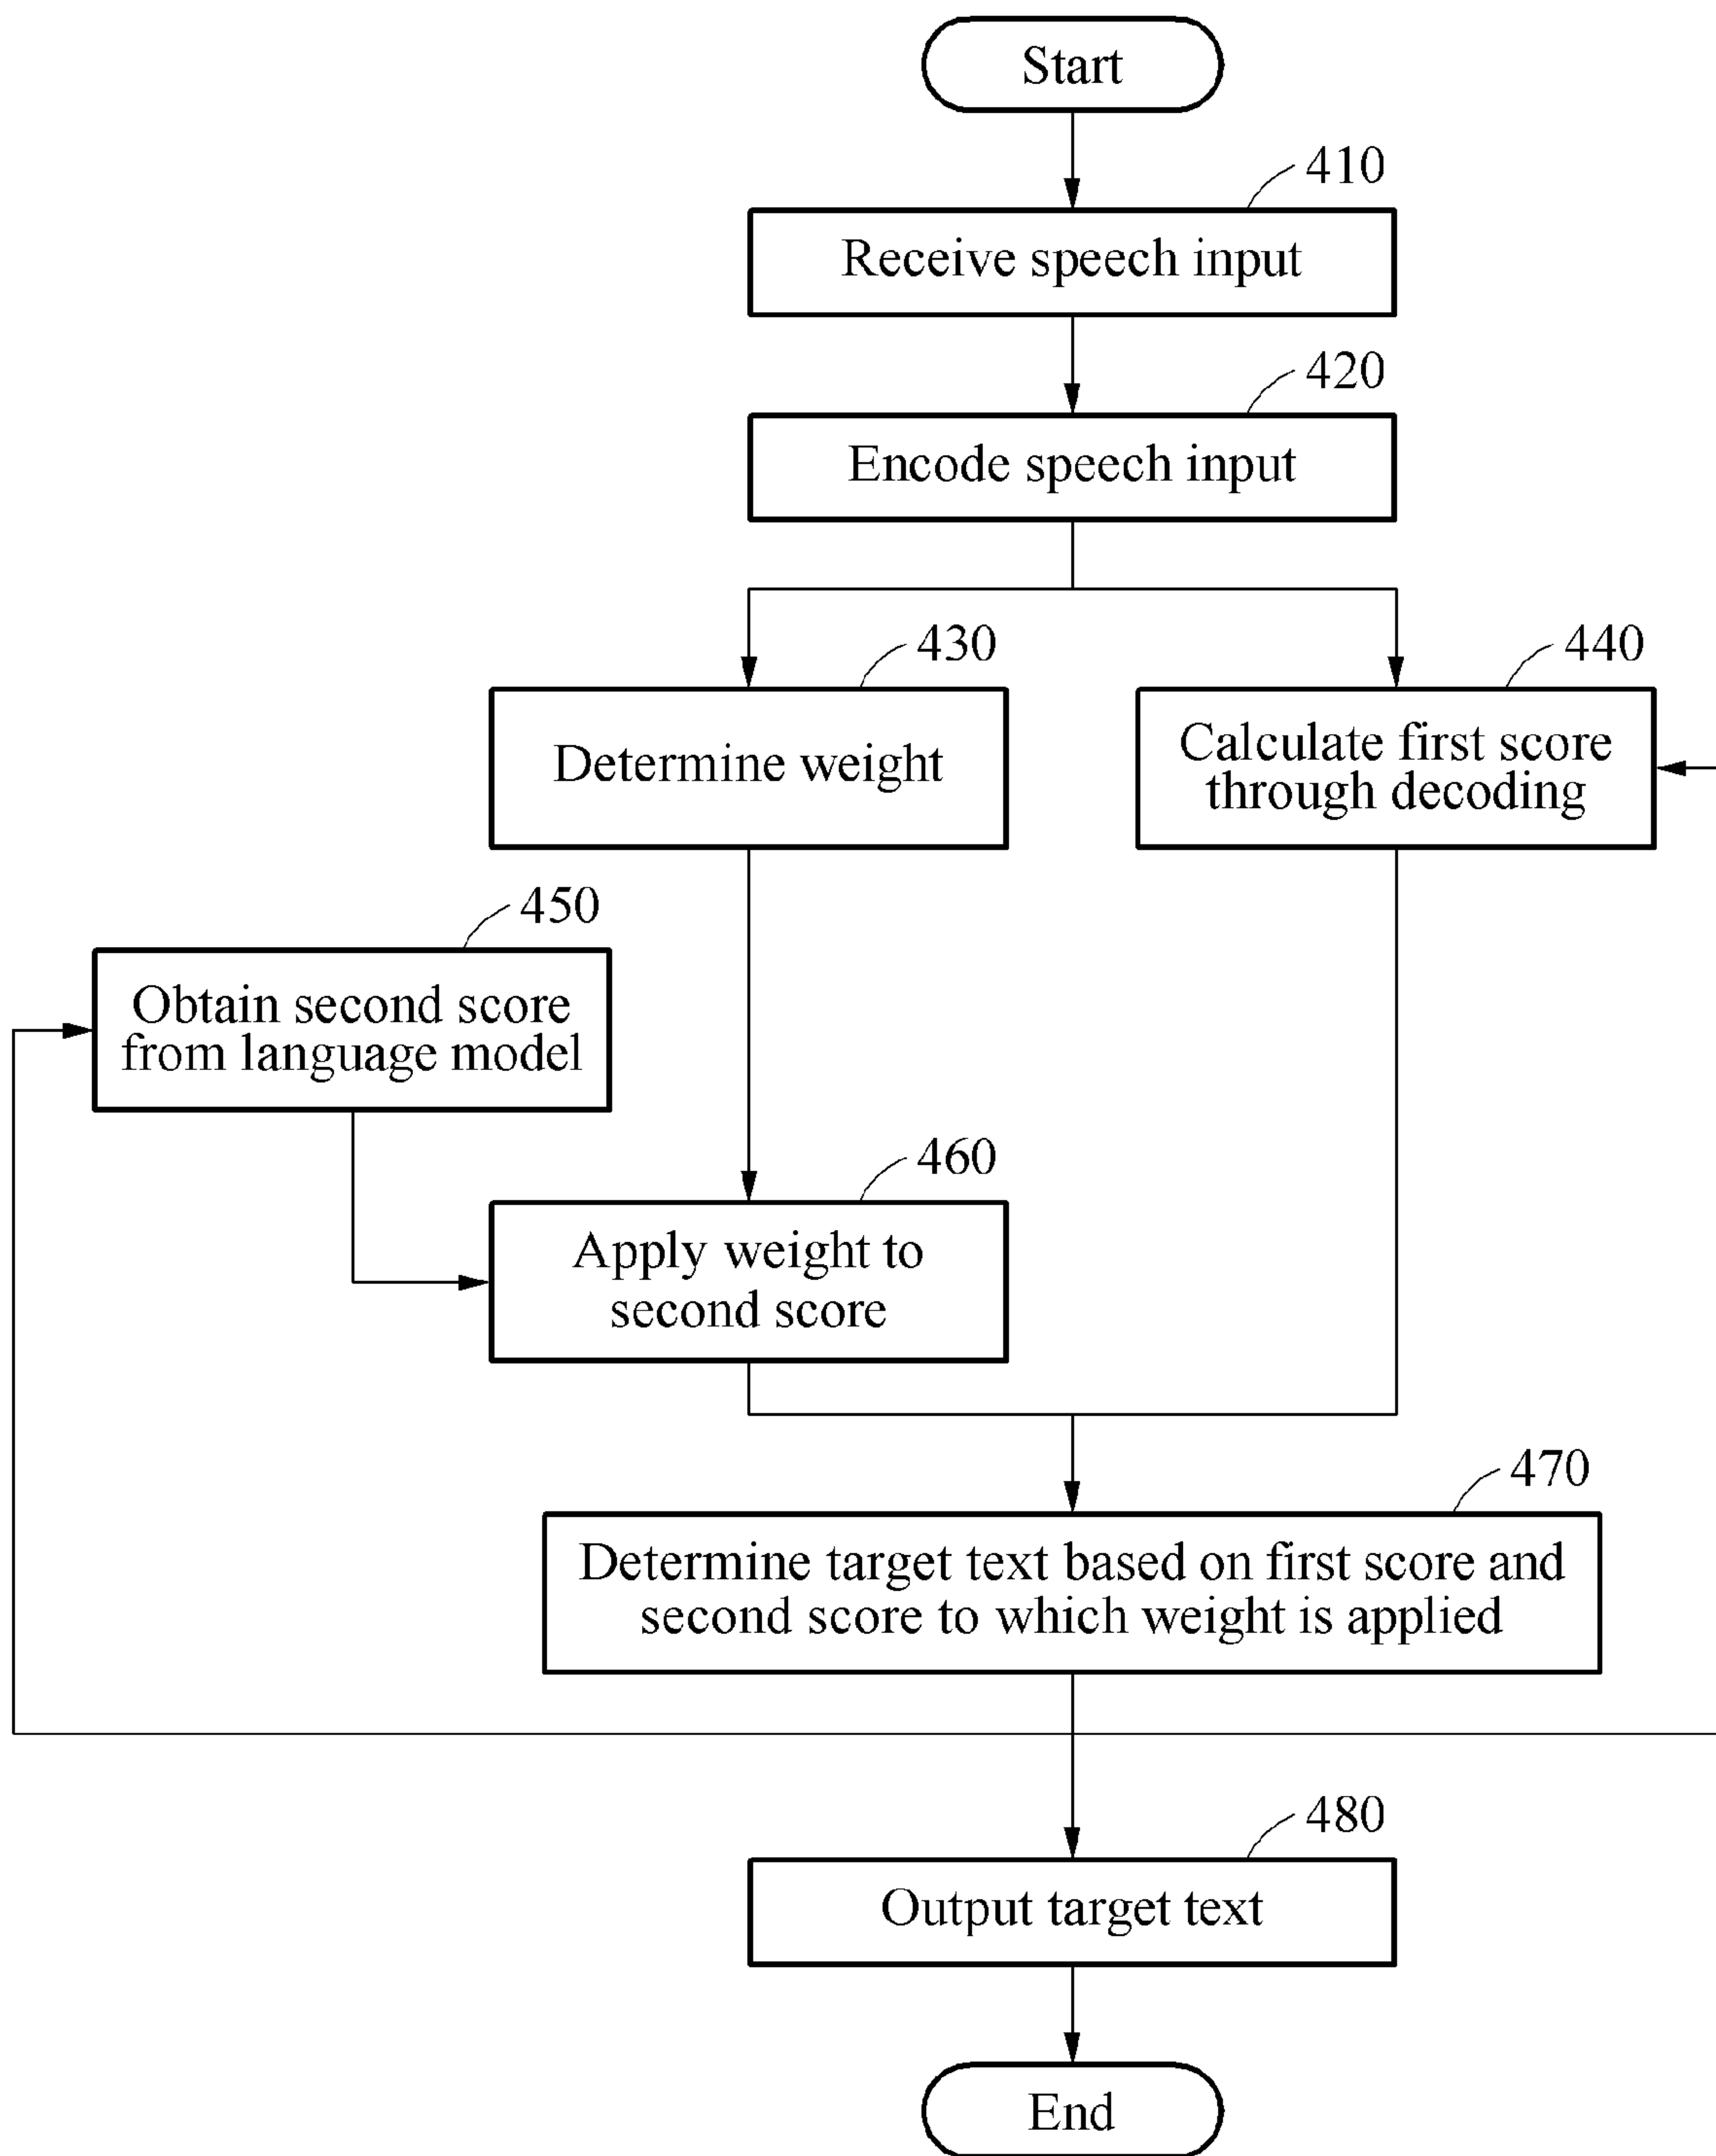 Start
410
Receive speech input
420
Encode speech input
430
Determine weight
440
Calculate first score
through decoding
450
Obtain second score
from language model
460
Apply weight to
second score
470
Determine target text based on first score and
second score to which weight is applied
480
Output target text
End